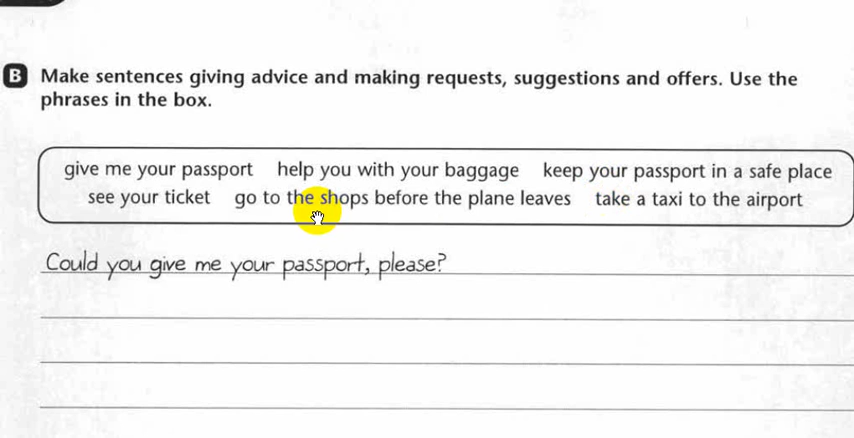 B Make sentences giving advice and making requests, suggestions and offers. Use the
phrases in the box.
give me your passport help you with your baggage keep your passport in a safe place
see your ticket go to the shops before the plane leaves take a taxi to the airport
Could you give me your passport, please?